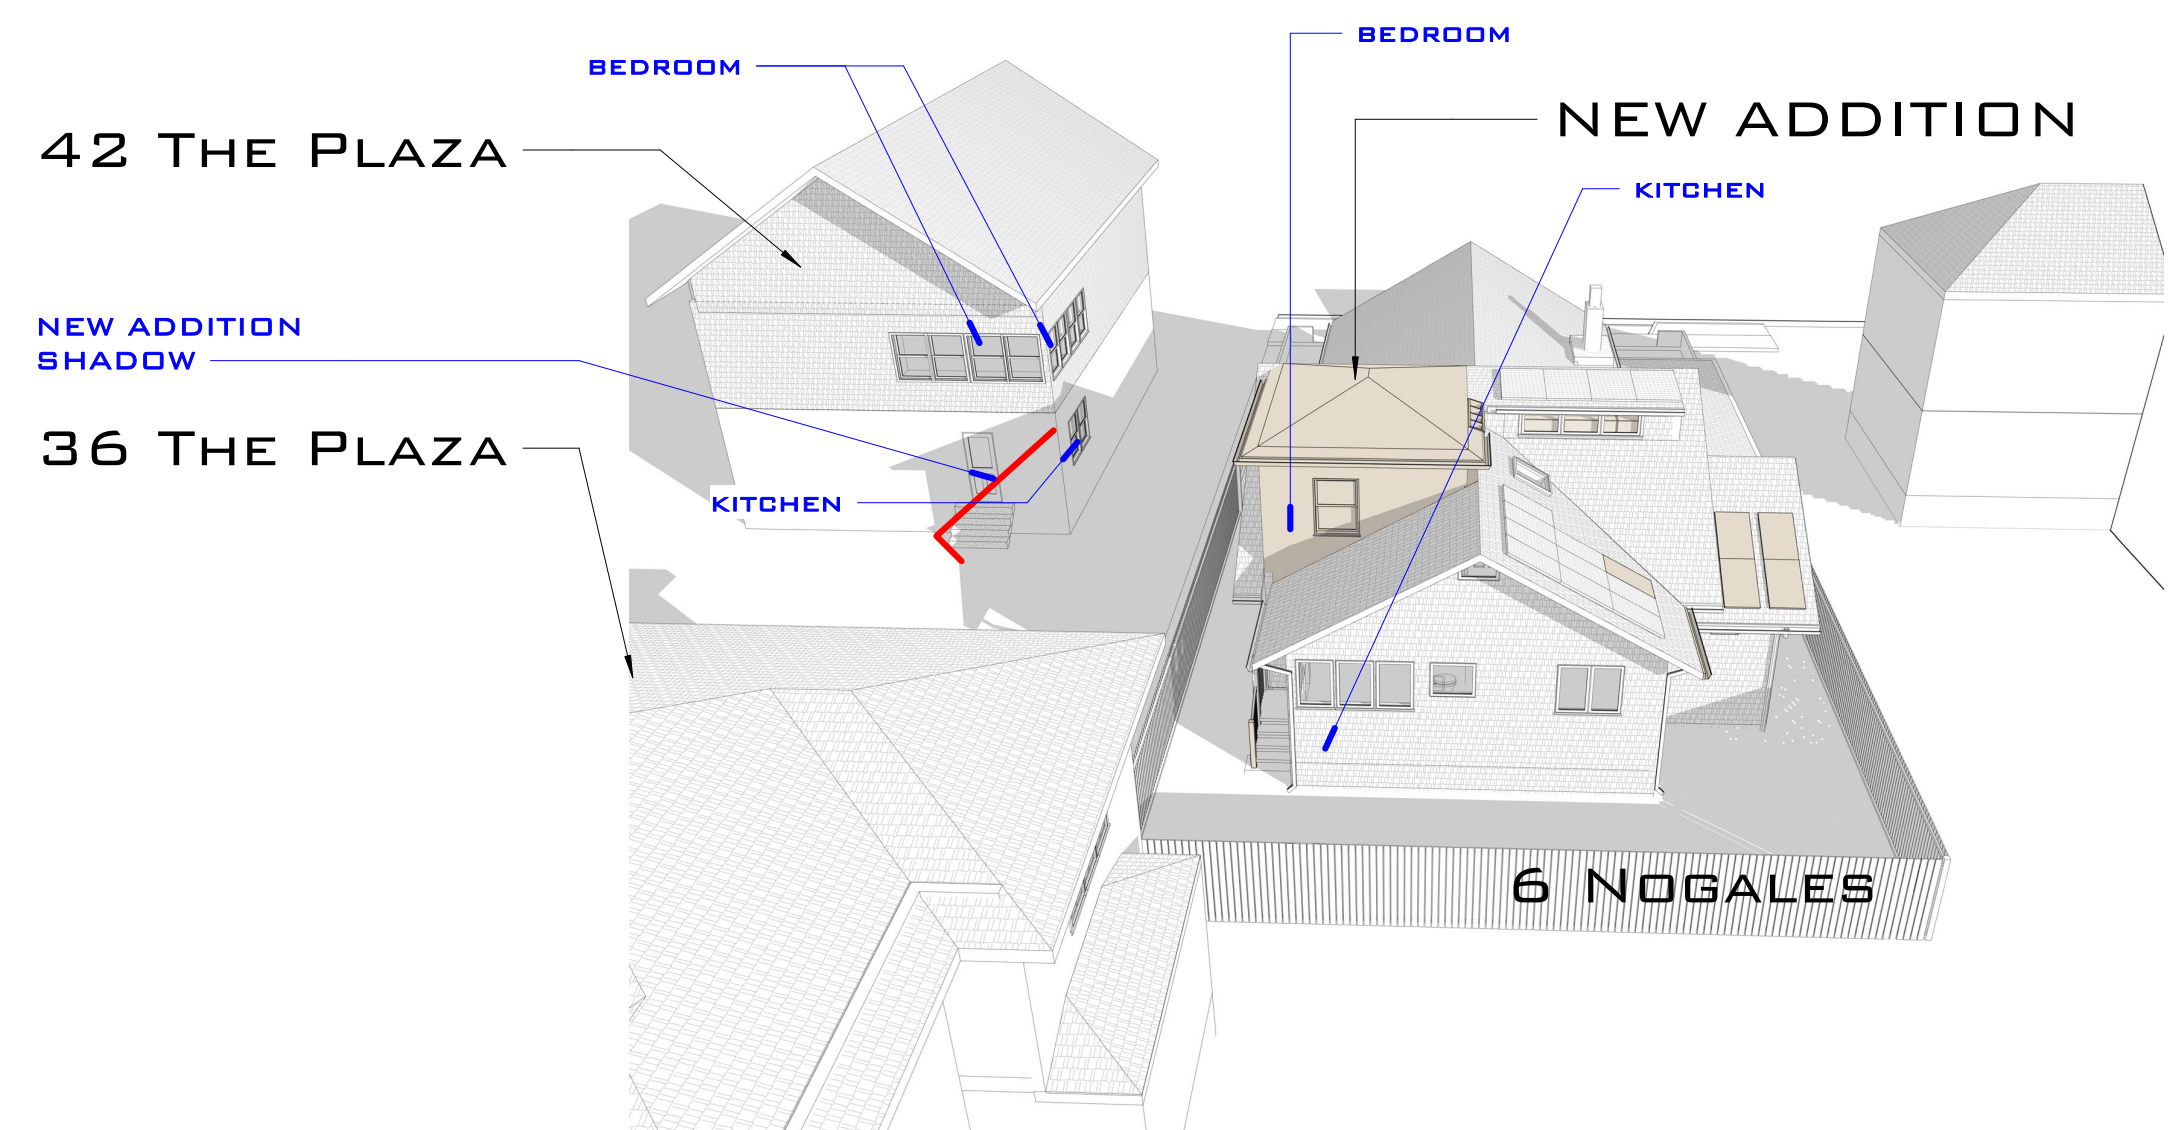 BEDROOM
BEDROOM
NEW ADDITION
42 THE PLAZA
KITCHEN
NEW ADDITION
SHADOW
36 THE PLAZA
KITCHEN
6 NOGALES